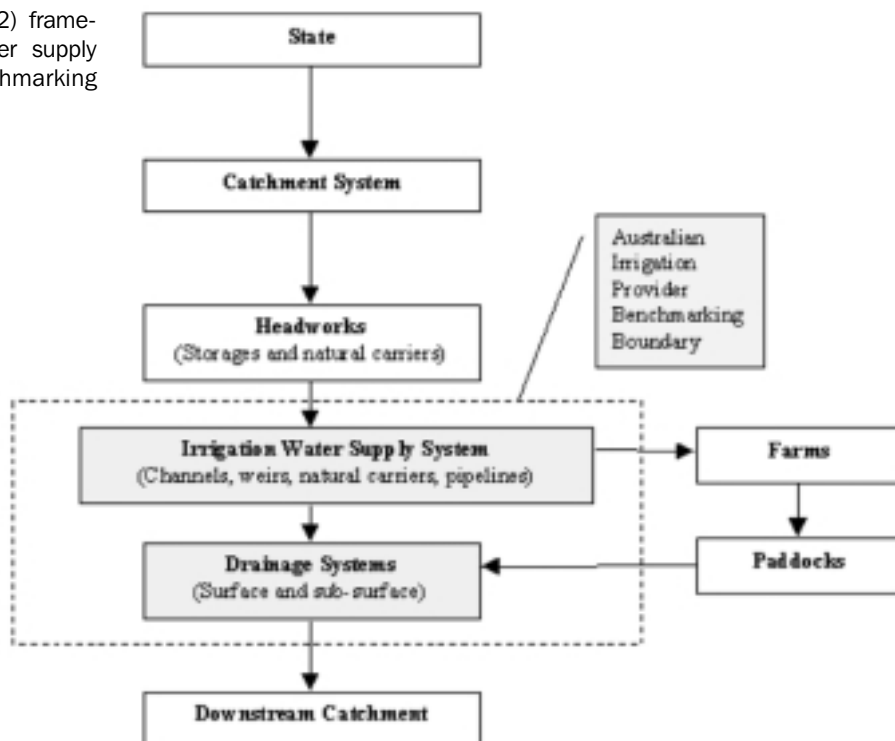 2) frame-
er supply
hmarking
State
Catchment System
Headworks
(Storages and natural carriers)
Australian
Irrigation
Provider
Benchmarking
Boundary
Irrigation Water Supply System
(Channels, weirs, natural carriers, pipelines)
Farms
Drainage Systems
(Surface and sub-surface)
Paddocks
Downstream Catchment